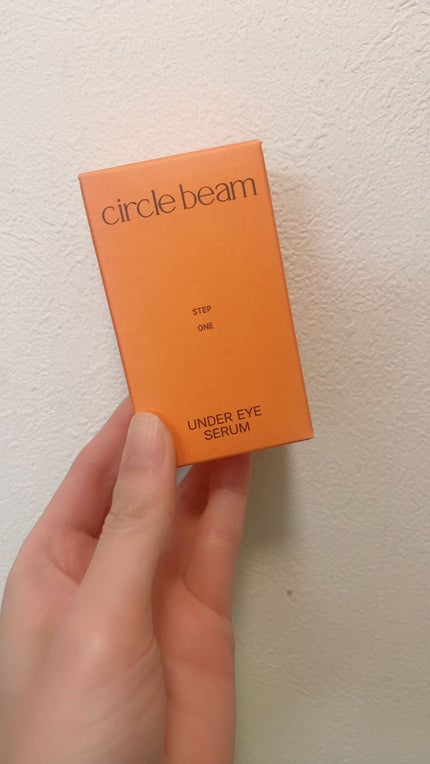 circle beam
STEP
ONE
UNDER EYE
SERUM